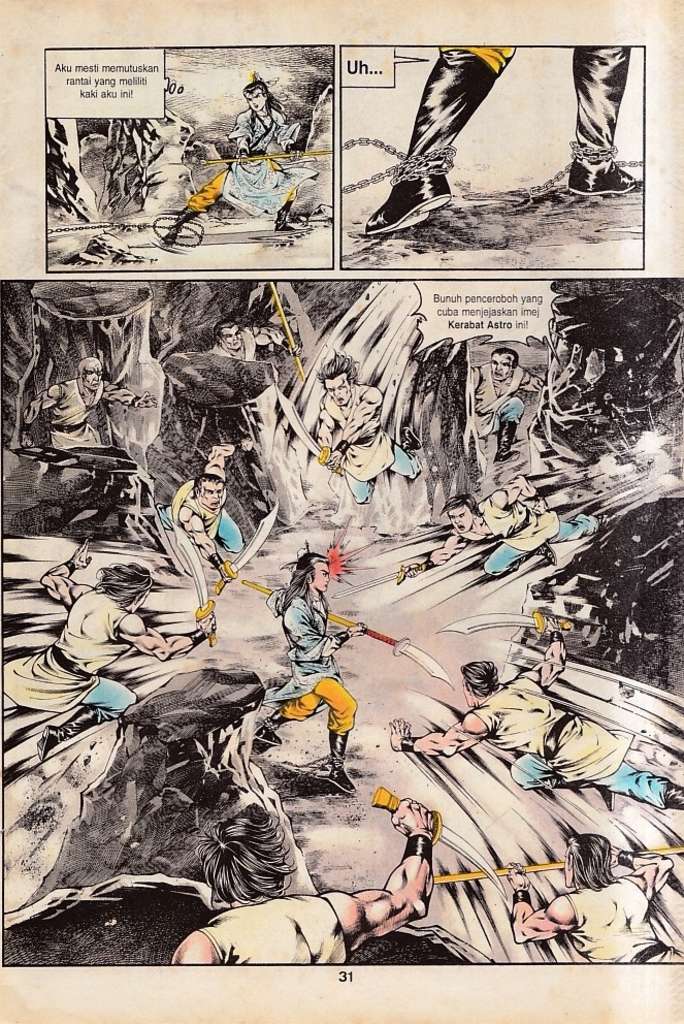 Aku mesti memutuskan
rantai yang meliliti
kaki aku ini!
Uh...
Bunuh penceroboh yang
cuba menjejaskan imej
Kerabat Astro ini!
31